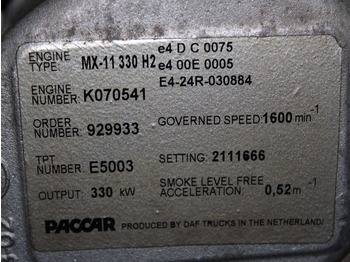 ENGINE TYPE: MX-11 330 H2 e4 D C 0075
e4 00E 0005
E4-24R-030884
ENGINE NUMBER: K070541
ORDER NUMBER: 929933 GOVERNED SPEED: 1600 min-1
TPT NUMBER: E5003 SETTING: 2111666
OUTPUT: 330 kW SMOKE LEVEL FREE ACCELERATION: 0,52 m-1
PACCAR PRODUCED BY DAF TRUCKS IN THE NETHERLAND